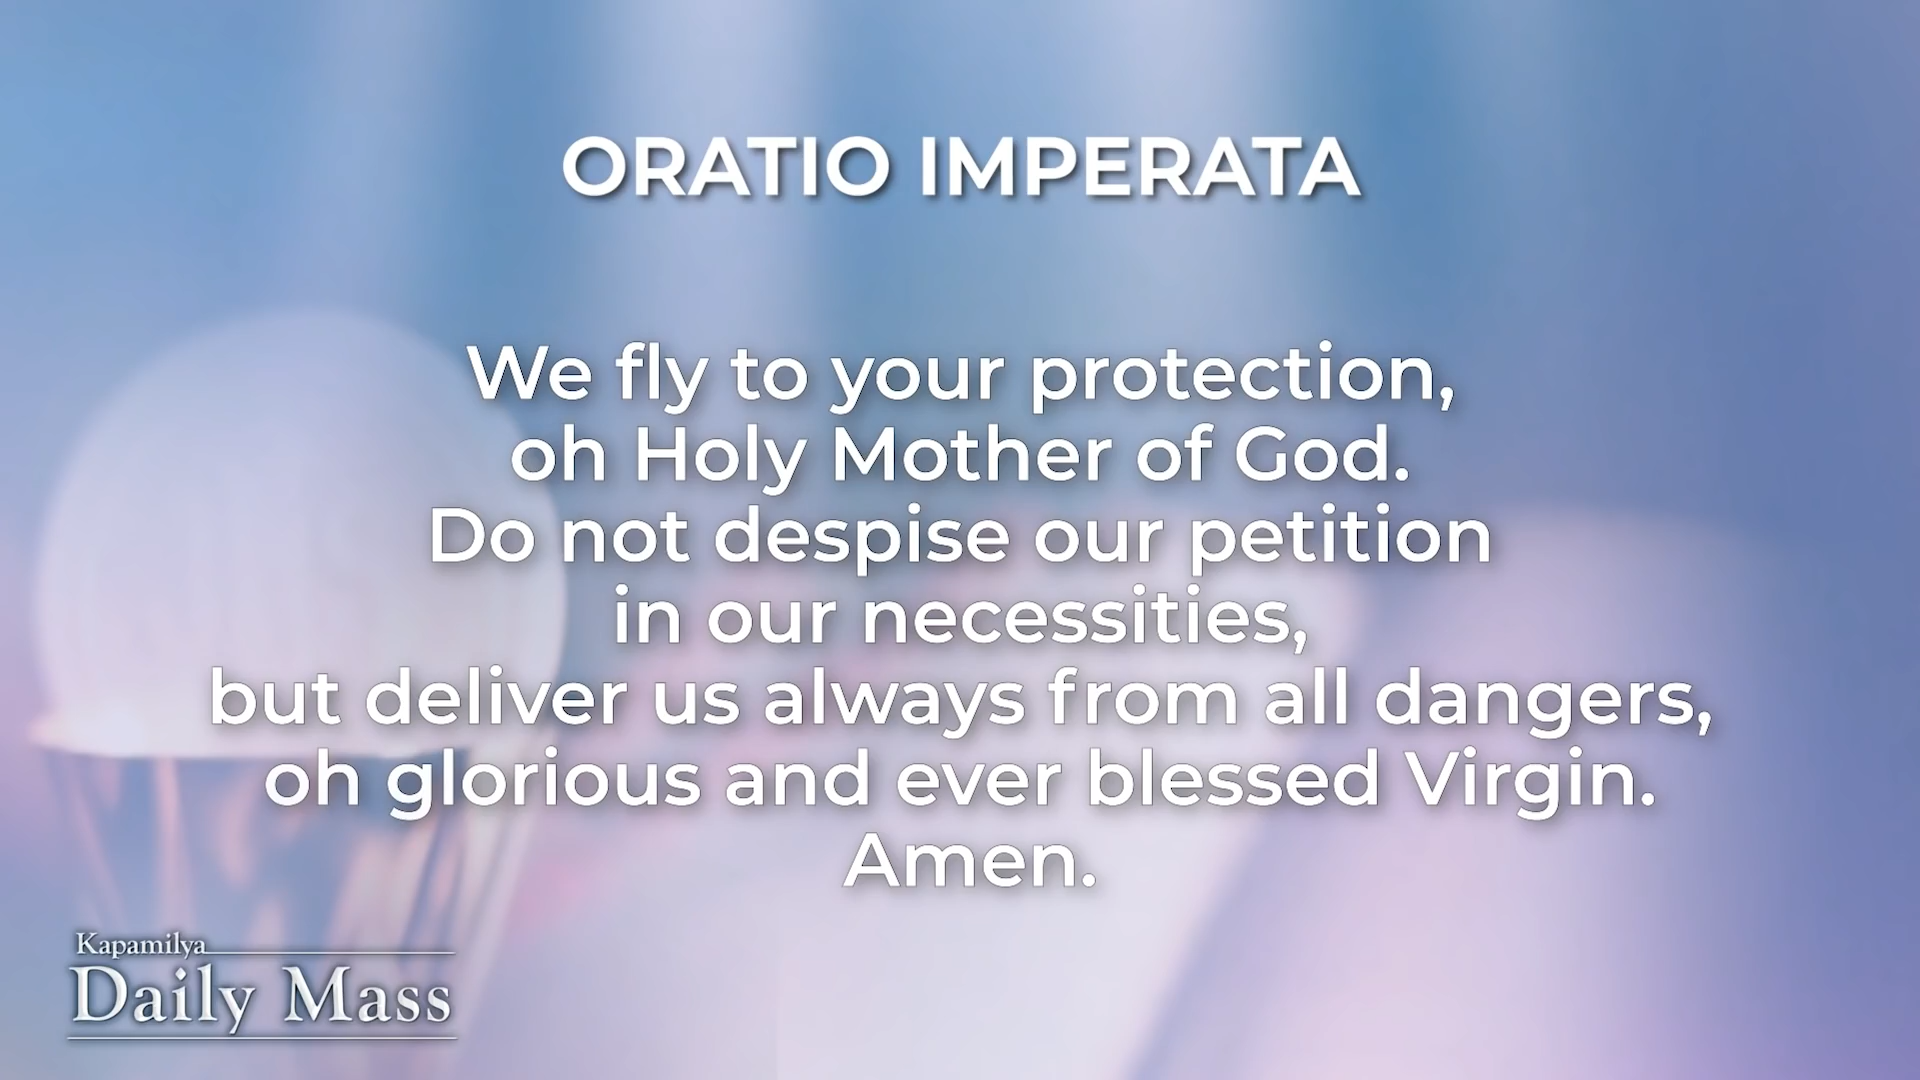 ORATIO IMPERATA
We fly to your protection,
oh Holy Mother of God.
Do not despise our petition
in our necessities,
but deliver us always from all dangers,
oh glorious and ever blessed Virgin.
Amen.
Kapamilya
Daily Mass